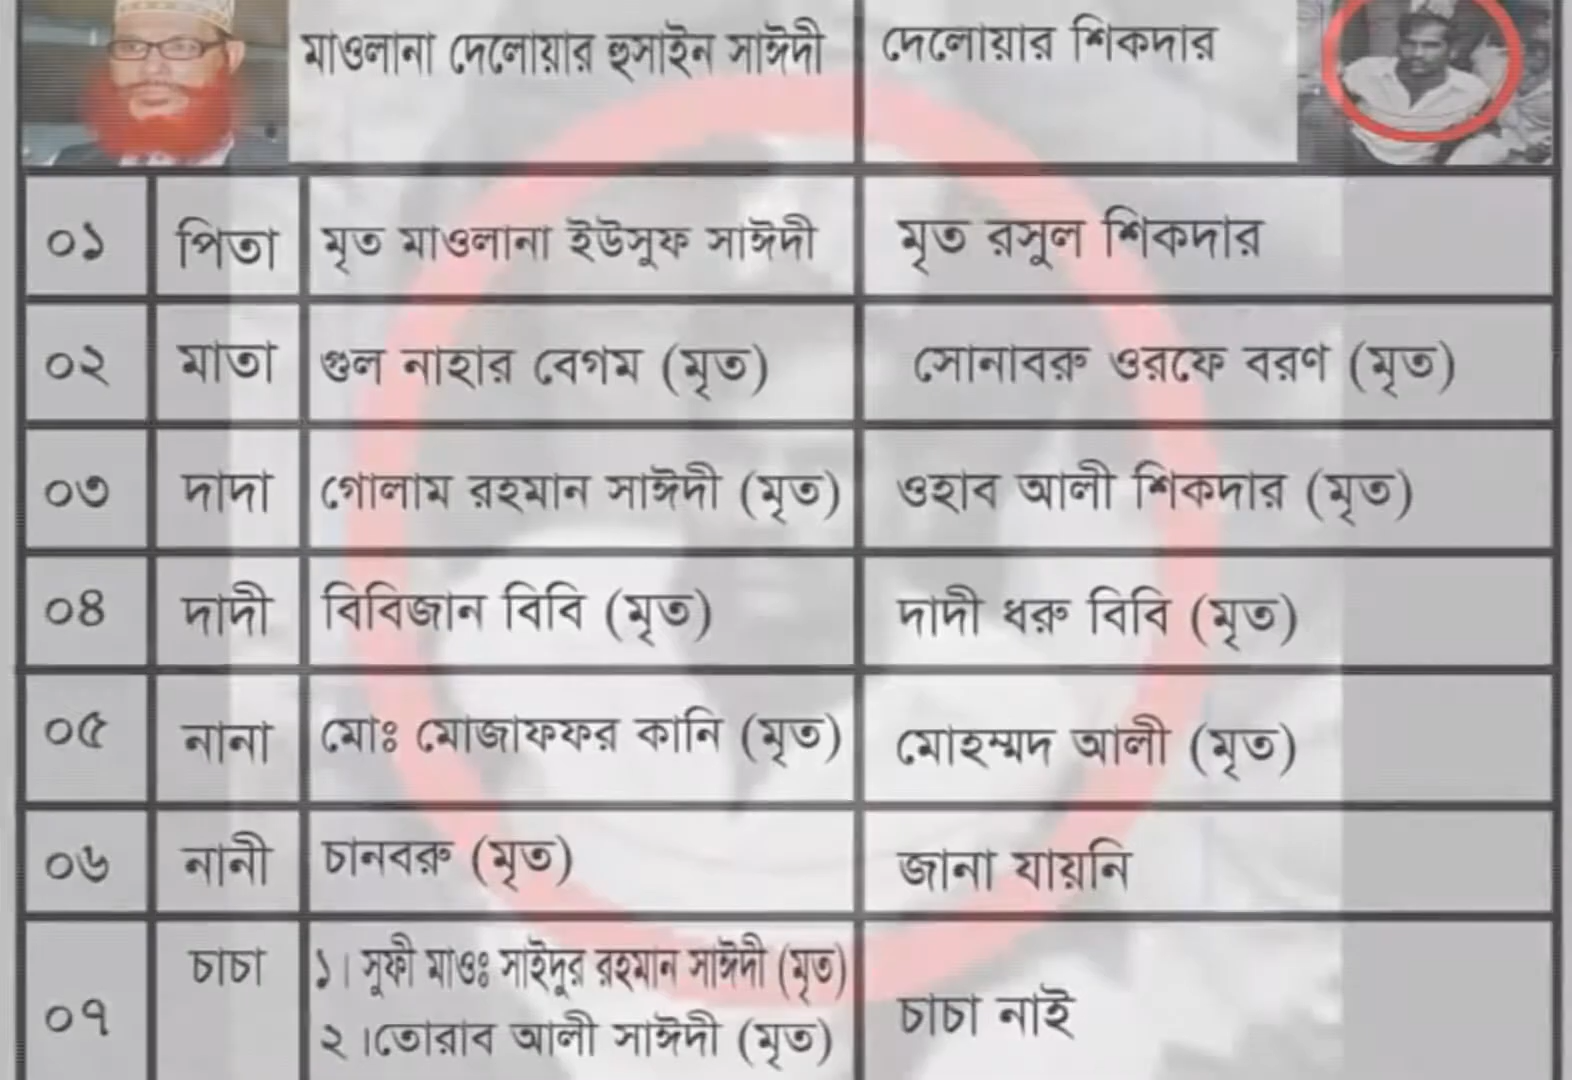 মাওলানা দেলোয়ার হুসাইন সাঈদী দেলোয়ার শিকদার
০১ পিতা মৃত মাওলানা ইউসুফ সাঈদী মৃত রসুল শিকদার
০২ মাতা গুল নাহার বেগম (মৃত) সোনাবরু ওরফে বরণ (মৃত)
০৩ দাদা গোলাম রহমান সাঈদী (মৃত) ওহাব আলী শিকদার (মৃত)
০৪ দাদী বিবিজান বিবি (মৃত) দাদী ধরু বিবি (মৃত)
০৫ নানা মোঃ মোজাফফর কানি (মৃত) মোহম্মদ আলী (মৃত)
০৬ নানী চানবরু (মৃত) জানা যায়নি
০৭ চাচা ১। সুফী মাওঃ সাইদুর রহমান সাঈদী (মৃত)
২।তোরাব আলী সাঈদী (মৃত) চাচা নাই